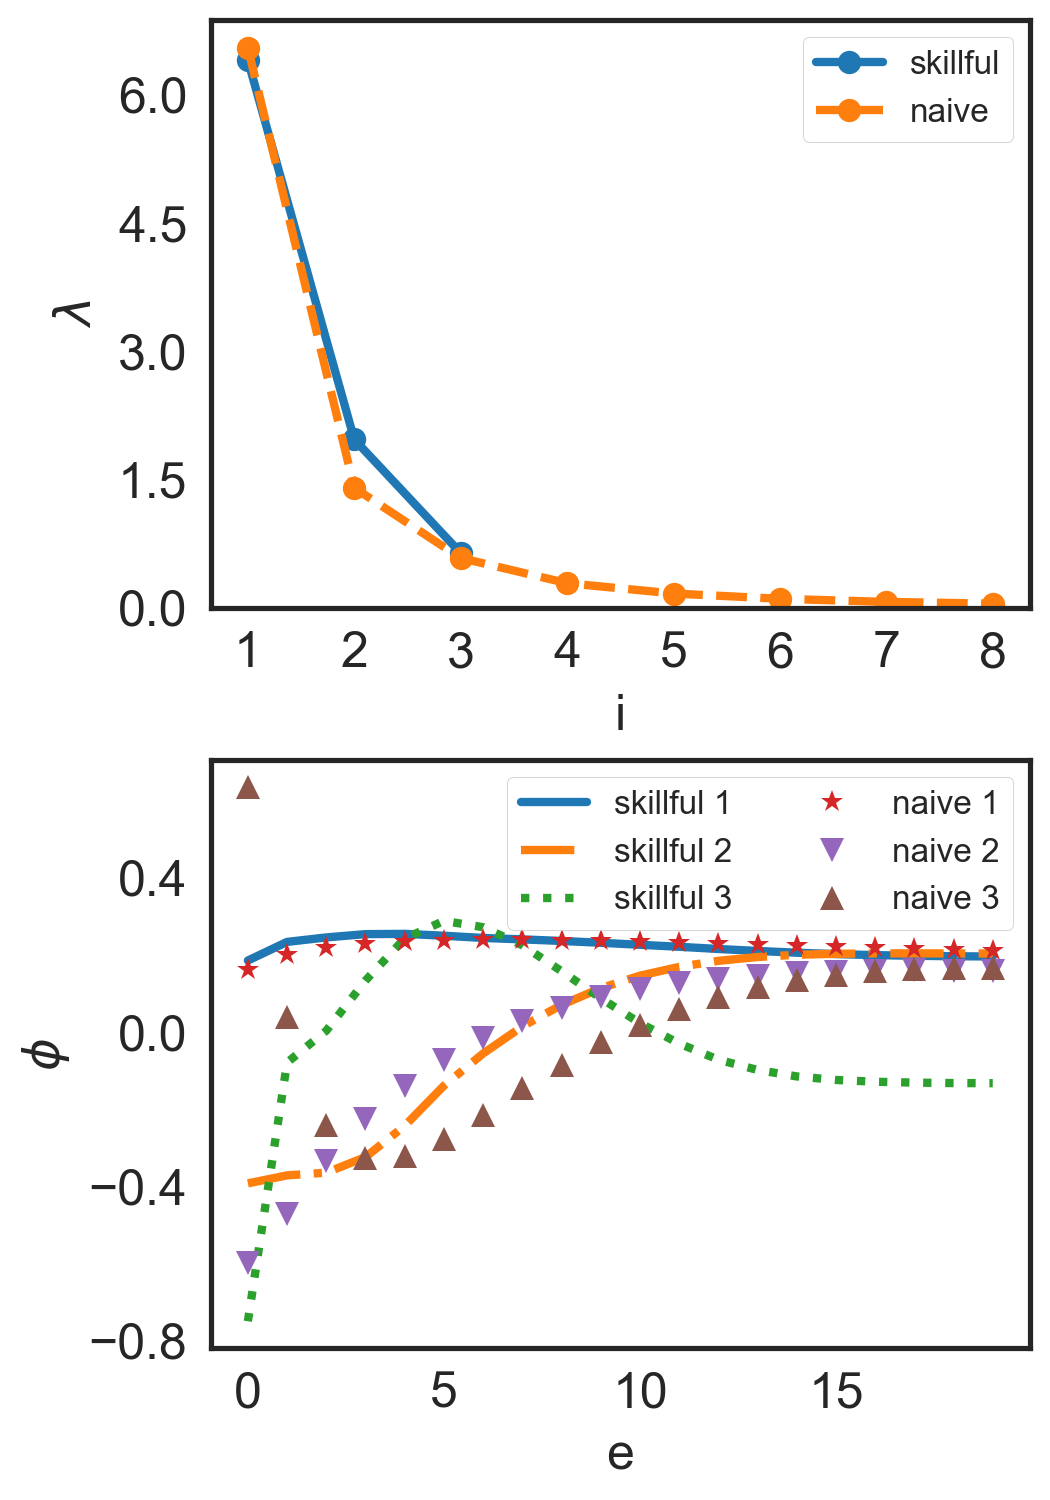 skillful
naive
6.0
4.5
3.0
1.5
0.0
λ
1 2 3 4 5 6 7 8
i
skillful 1 naive 1
skillful 2 naive 2
skillful 3 naive 3
0.4
0.0
−0.4
−0.8
ϕ
0 5 10 15
e